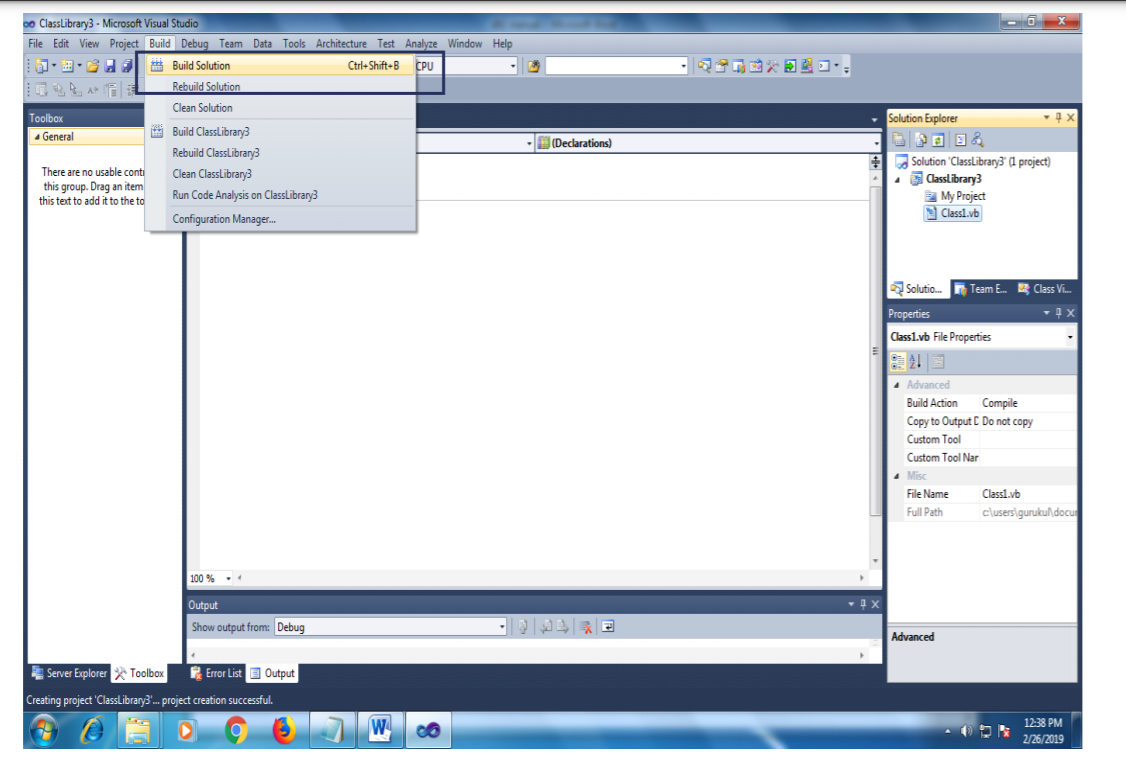 ClassLibrary3 - Microsoft Visual Studio
File Edit View Project Build Debug Team Data Tools Architecture Test Analyze Window Help
Build Solution Ctrl+Shift+B
CPU
Rebuild Solution
Clean Solution
Build ClassLibrary3
Rebuild ClassLibrary3
Clean ClassLibrary3
Run Code Analysis on ClassLibrary3
Configuration Manager...
Toolbox
General
There are no usable cont
this group. Drag an item
this text to add it to the to
(Declarations)
100 %
Output
Show output from: Debug
Server Explorer Toolbox Error List Output
Solution Explorer
Solution 'ClassLibrary3' (1 project)
ClassLibrary3
My Project
Class1.vb
Solutio... Team E... Class Vi...
Properties
Class1.vb File Properties
Advanced
Build Action Compile
Copy to Output D Do not copy
Custom Tool
Custom Tool Nar
Misc
File Name Class1.vb
Full Path c:\users\gurukul\docur
Advanced
Creating project 'ClassLibrary3'... project creation successful.
12:38 PM
2/26/2019